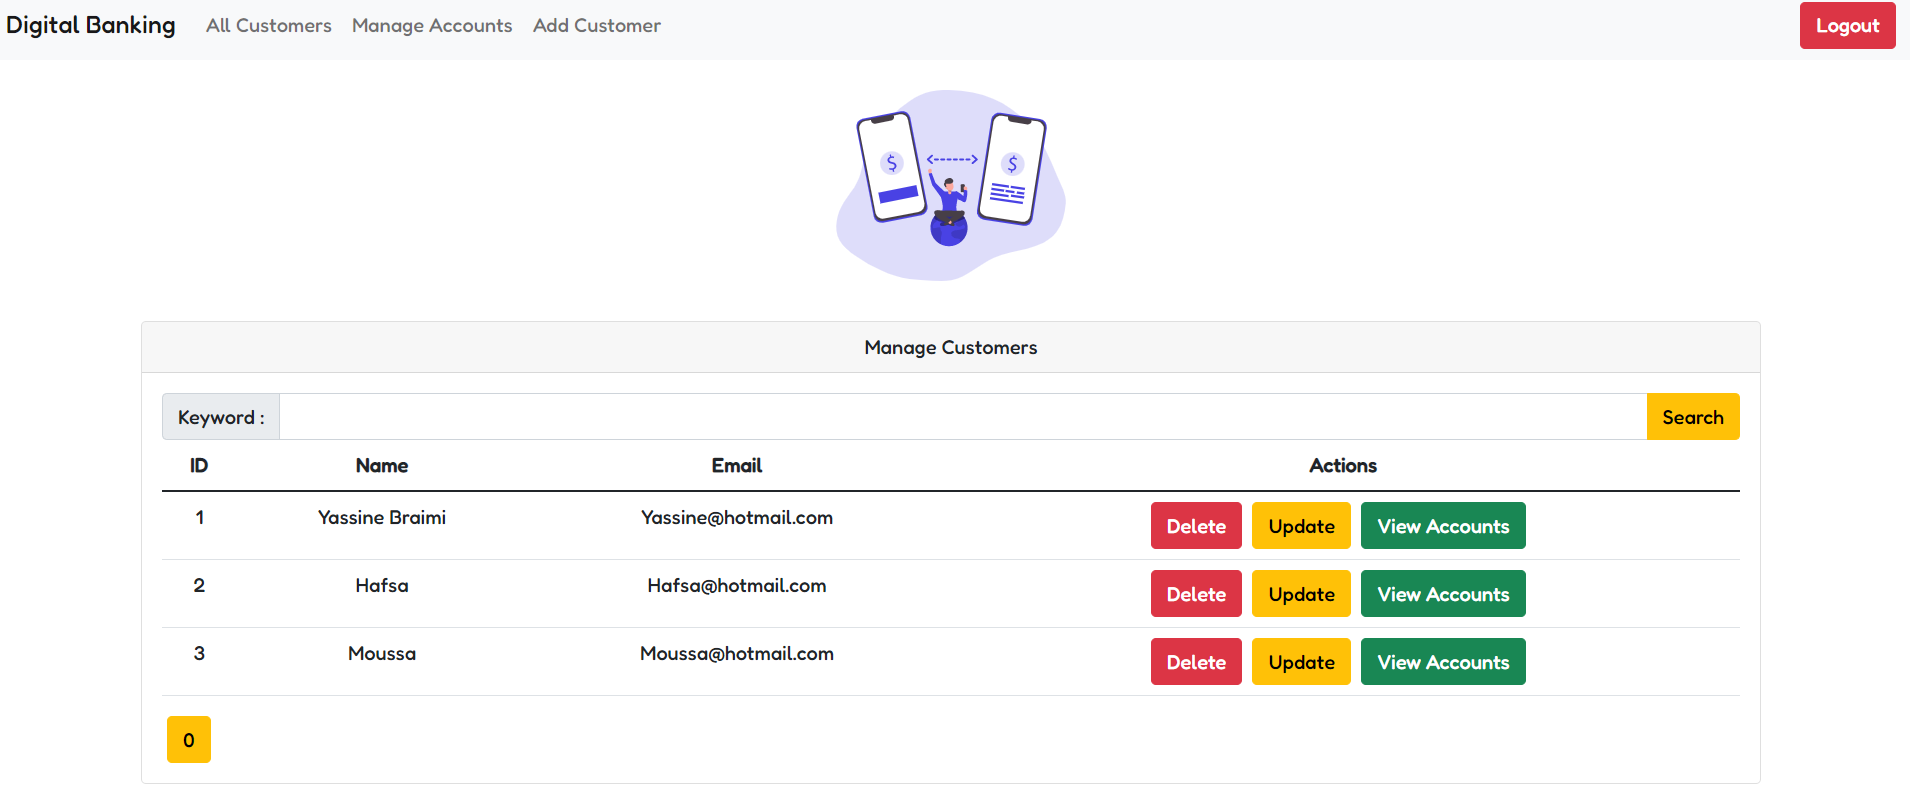 Digital Banking All Customers Manage Accounts Add Customer Logout
$ $
Manage Customers
Keyword : Search
ID Name Email Actions
1 Yassine Braimi Yassine@hotmail.com Delete Update View Accounts
2 Hafsa Hafsa@hotmail.com Delete Update View Accounts
3 Moussa Moussa@hotmail.com Delete Update View Accounts
0